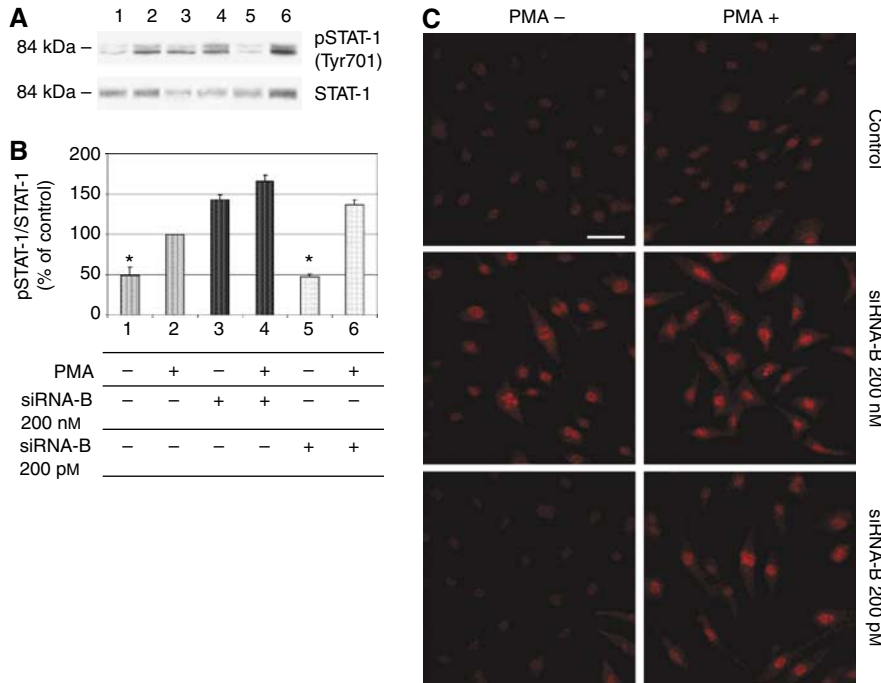 A
1 2 3 4 5 6
84 kDa –
pSTAT-1
(Tyr701)
84 kDa –
STAT-1
B
pSTAT-1/STAT-1
(% of control)
200
150
100
50
0
* *
1 2 3 4 5 6
PMA – + – + – +
siRNA-B – – + + – –
200 nM
siRNA-B – – – – + +
200 pM
C
PMA – PMA +
Control
siRNA-B 200 nM
siRNA-B 200 pM